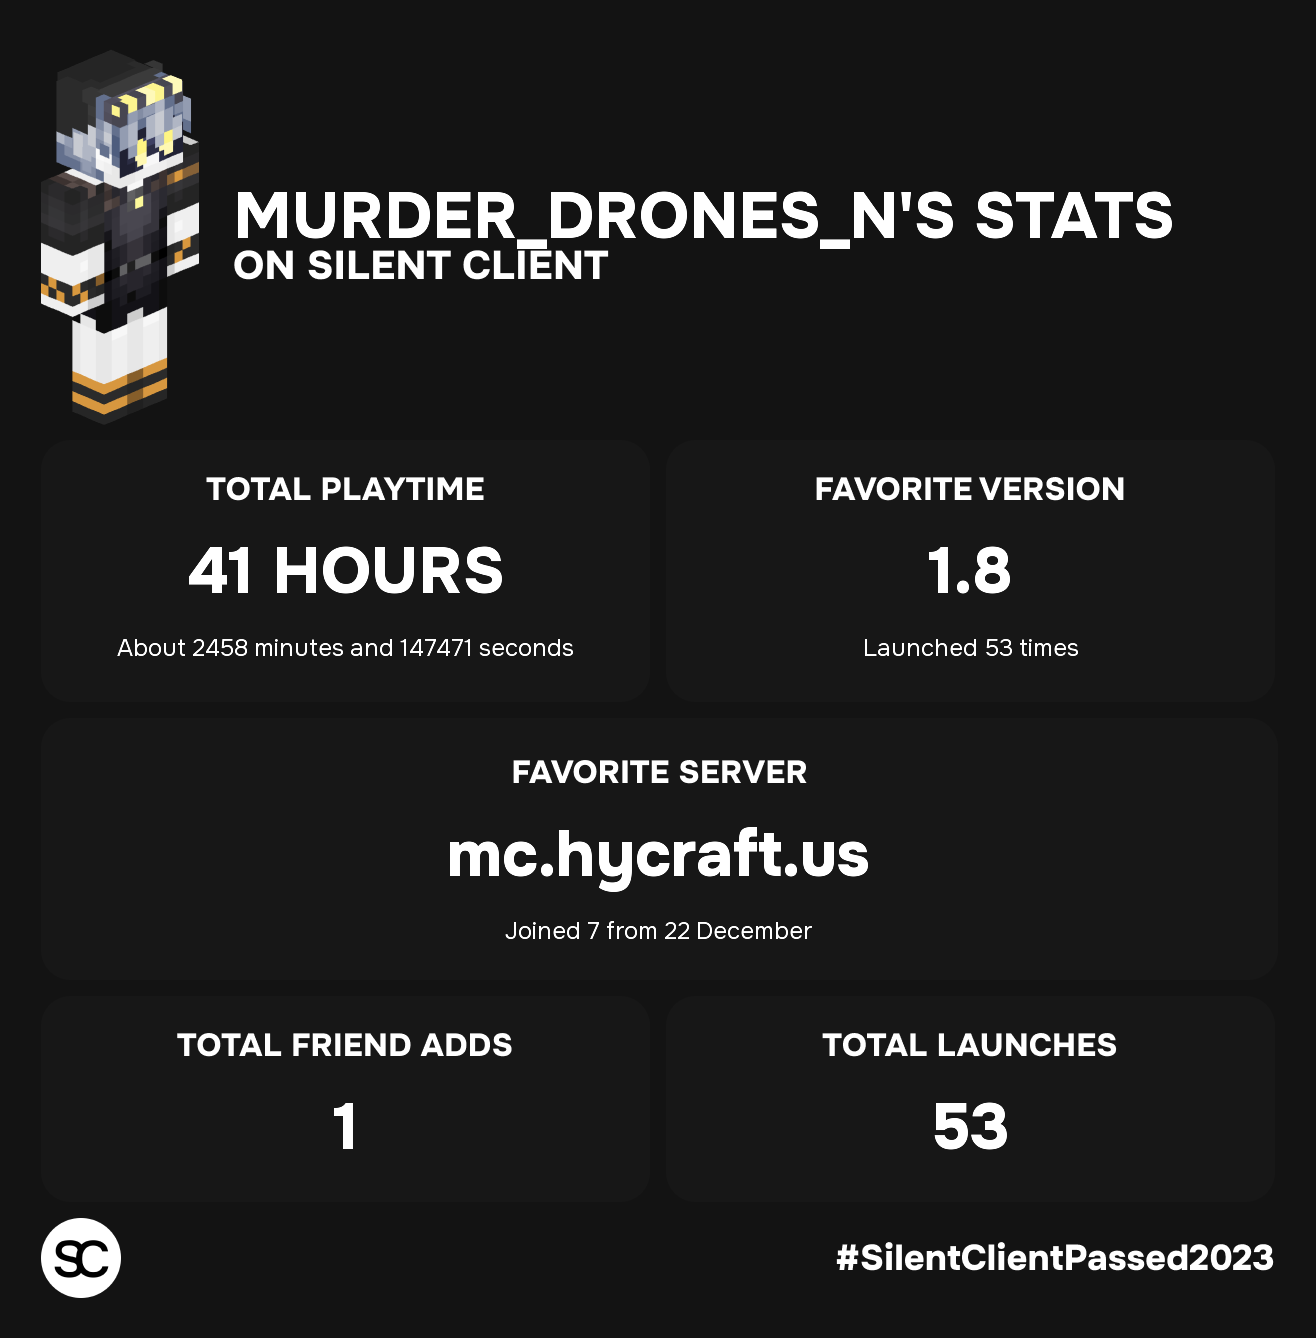 MURDER_DRONES_N'S STATS
ON SILENT CLIENT
TOTAL PLAYTIME
41 HOURS
About 2458 minutes and 147471 seconds
FAVORITE VERSION
1.8
Launched 53 times
FAVORITE SERVER
mc.hycraft.us
Joined 7 from 22 December
TOTAL FRIEND ADDS
1
TOTAL LAUNCHES
53
SC
#SilentClientPassed2023